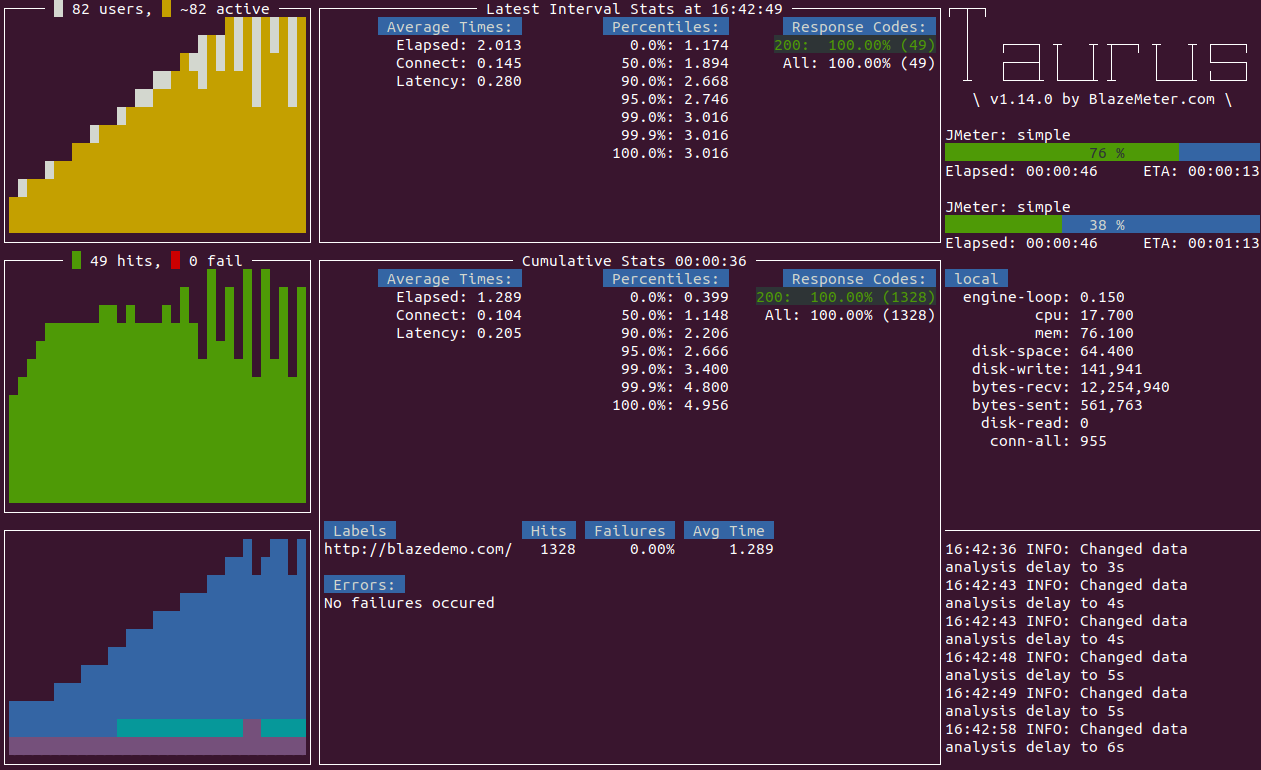 82 users, ~82 active
49 hits, 0 fail
Latest Interval Stats at 16:42:49
Average Times: Percentiles: Response Codes:
Elapsed: 2.013 0.0%: 1.174 200: 100.00% (49)
Connect: 0.145 50.0%: 1.894 All: 100.00% (49)
Latency: 0.280 90.0%: 2.668
95.0%: 2.746
99.0%: 3.016
99.9%: 3.016
100.0%: 3.016
Cumulative Stats 00:00:36
Average Times: Percentiles: Response Codes:
Elapsed: 1.289 0.0%: 0.399 200: 100.00% (1328)
Connect: 0.104 50.0%: 1.148 All: 100.00% (1328)
Latency: 0.205 90.0%: 2.206
95.0%: 2.666
99.0%: 3.400
99.9%: 4.800
100.0%: 4.956
Labels Hits Failures Avg Time
http://blazedemo.com/ 1328 0.00% 1.289
Errors:
No failures occured
Taurus
\ v1.14.0 by BlazeMeter.com \
JMeter: simple
76 %
Elapsed: 00:00:46 ETA: 00:00:13
JMeter: simple
38 %
Elapsed: 00:00:46 ETA: 00:01:13
local
engine-loop: 0.150
cpu: 17.700
mem: 76.100
disk-space: 64.400
disk-write: 141,941
bytes-recv: 12,254,940
bytes-sent: 561,763
disk-read: 0
conn-all: 955
16:42:36 INFO: Changed data
analysis delay to 3s
16:42:43 INFO: Changed data
analysis delay to 4s
16:42:43 INFO: Changed data
analysis delay to 4s
16:42:48 INFO: Changed data
analysis delay to 5s
16:42:49 INFO: Changed data
analysis delay to 5s
16:42:58 INFO: Changed data
analysis delay to 6s